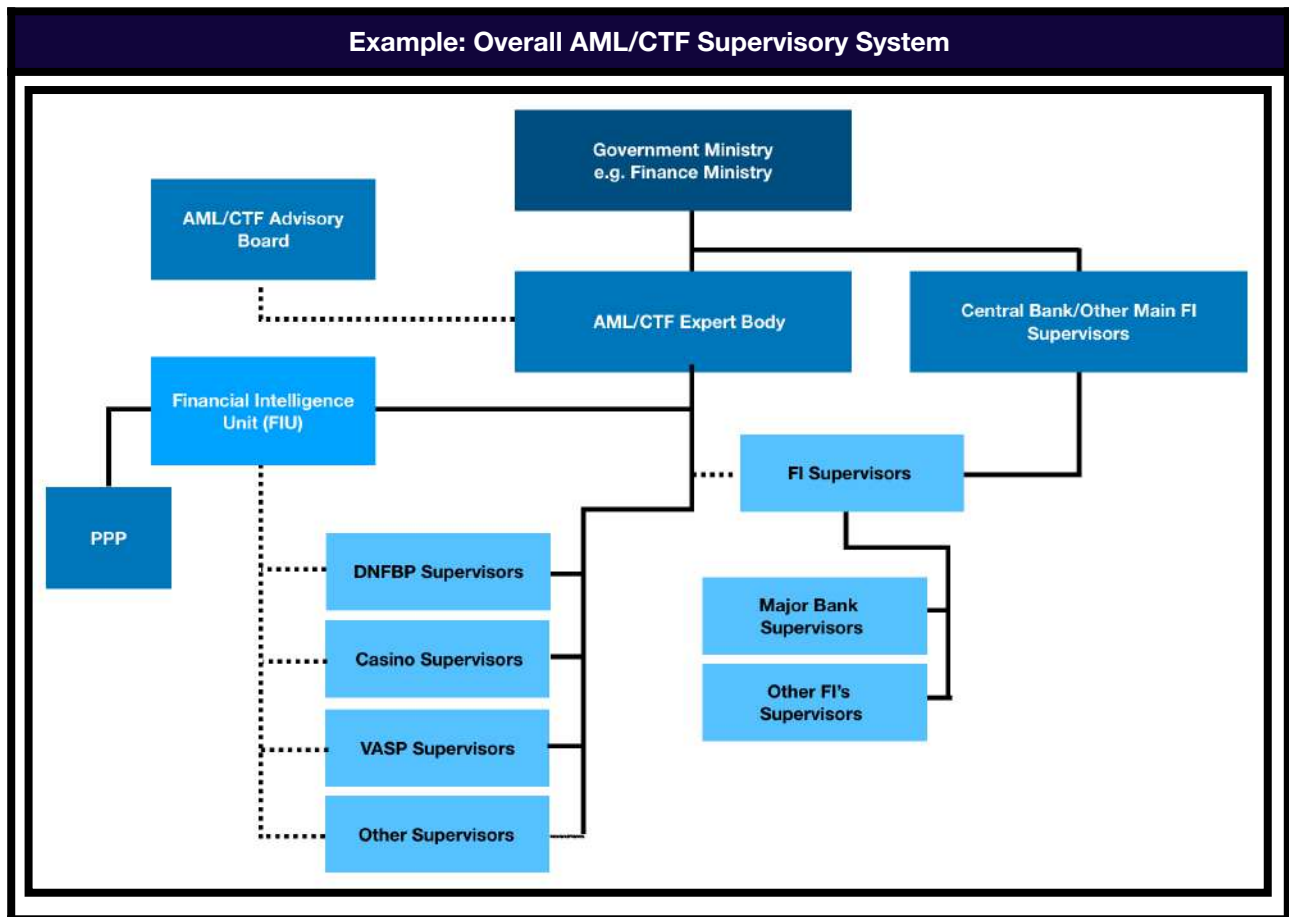 Example: Overall AML/CTF Supervisory System
Government Ministry
e.g. Finance Ministry
AML/CTF Advisory
Board
AML/CTF Expert Body
Central Bank/Other Main FI
Supervisors
Financial Intelligence
Unit (FIU)
FI Supervisors
PPP
DNFBP Supervisors
Major Bank
Supervisors
Casino Supervisors
Other FI's
Supervisors
VASP Supervisors
Other Supervisors